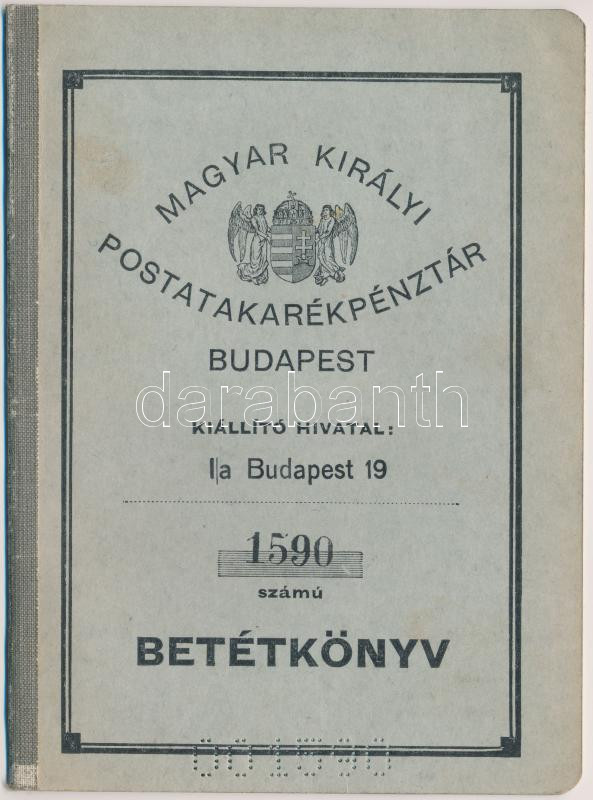 MAGYAR KIRÁLYI
POSTATAKARÉKPÉNZTÁR
BUDAPEST
darabanth
KIÁLLÍTÓ HIVATAL:
I/a Budapest 19
1590
számú
BETÉTKÖNYV